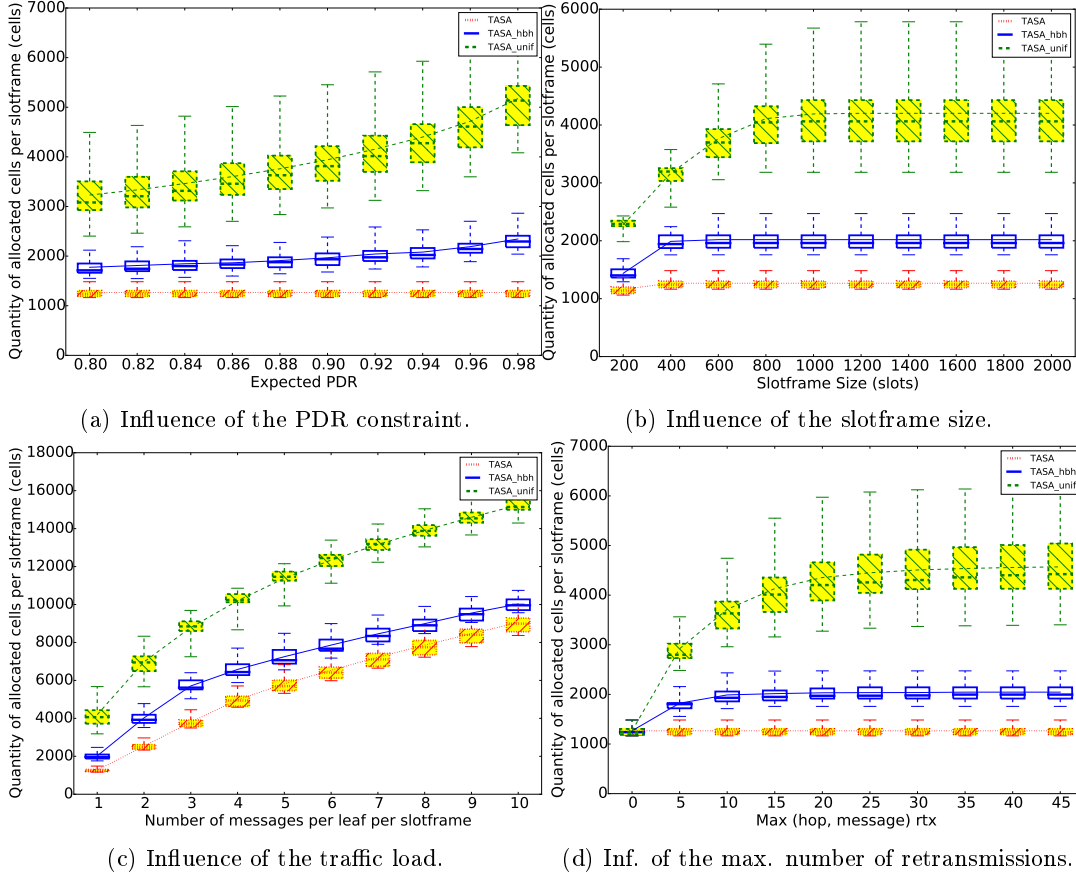 Quantity of allocated cells per slotframe (cells)
7000
6000
5000
4000
3000
2000
1000
0
TASA
TASA_hbh
TASA_unif
0.80 0.82 0.84 0.86 0.88 0.90 0.92 0.94 0.96 0.98
Expected PDR
(a) Influence of the PDR constraint.
Quantity of allocated cells per slotframe (cells)
6000
5000
4000
3000
2000
1000
0
TASA
TASA_hbh
TASA_unif
200 400 600 800 1000 1200 1400 1600 1800 2000
Slotframe Size (slots)
(b) Influence of the slotframe size.
Quantity of allocated cells per slotframe (cells)
18000
16000
14000
12000
10000
8000
6000
4000
2000
0
TASA
TASA_hbh
TASA_unif
1 2 3 4 5 6 7 8 9 10
Number of messages per leaf per slotframe
(c) Influence of the traffic load.
Quantity of allocated cells per slotframe (cells)
7000
6000
5000
4000
3000
2000
1000
0
TASA
TASA_hbh
TASA_unif
0 5 10 15 20 25 30 35 40 45
Max (hop, message) rtx
(d) Inf. of the max. number of retransmissions.